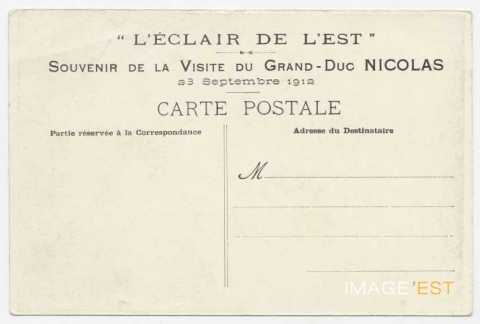 "L'ÉCLAIR DE L'EST"
SOUVENIR DE LA VISITE DU GRAND-DUC NICOLAS
23 Septembre 1912
CARTE POSTALE
Partie réservée à la Correspondance
Adresse du Destinataire
M
IMAGE'EST